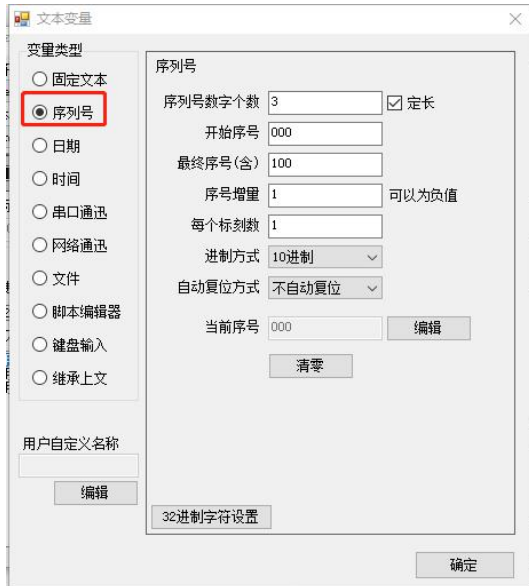 文本变量
变量类型
固定文本
序列号
日期
时间
串口通迅
网络通迅
文件
脚本编辑器
键盘输入
继承上文
用户自定义名称
编辑
序列号
序列号数字个数 3 定长
开始序号 000
最终序号(含) 100
序号增量 1 可以为负值
每个标刻数 1
进制方式 10进制
自动复位方式 不自动复位
当前序号 000 编辑
清零
32进制字符设置
确定